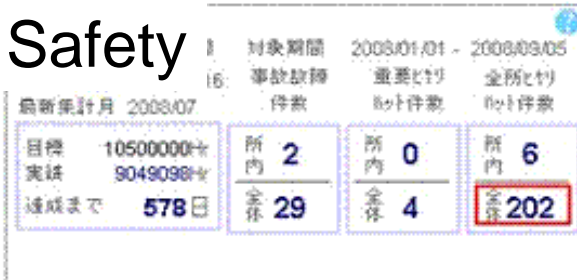 Safety
対象期間 2008/01/01 - 2008/09/05
16 事故故障 重要ヒヤリ 全所ヒヤリ
件数 ハット件数 ハット件数
最新集計月 2008/07
目標 10500000Hr
実績 9049098Hr
達成まで 578日
所内 2
全体 29
所内 0
全体 4
所内 6
全体 202